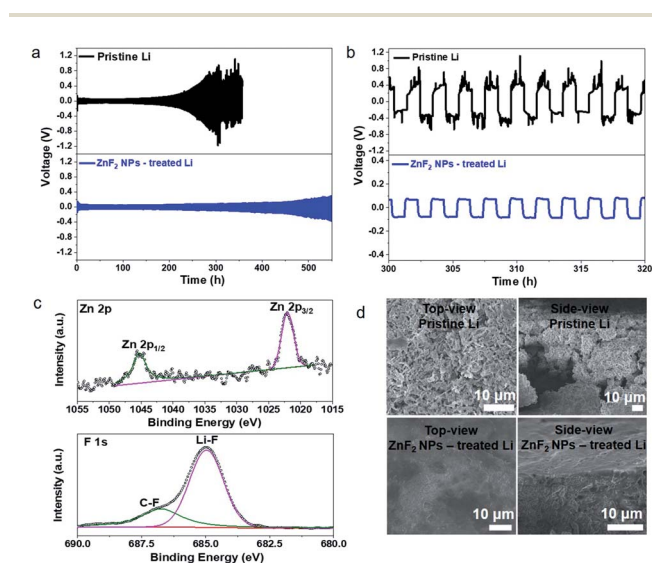 a
Pristine Li
1.2
0.8
0.4
0.0
-0.4
-0.8
-1.2
ZnF₂ NPs - treated Li
1.2
0.8
0.4
0.0
-0.4
-0.8
-1.2
Voltage (V)
0 100 200 300 400 500
Time (h)
b
Pristine Li
1.2
0.8
0.4
0.0
-0.4
-0.8
-1.2
ZnF₂ NPs - treated Li
0.4
0.2
0.0
-0.2
-0.4
Voltage (V)
300 305 310 315 320
Time (h)
c
Zn 2p
Zn 2p₃/₂
Zn 2p₁/₂
Intensity (a.u.)
1055 1050 1045 1040 1035 1030 1025 1020 1015
Binding Energy (eV)
F 1s
Li-F
C-F
Intensity (a.u.)
690.0 687.5 685.0 682.5 680.0
Binding Energy (eV)
d
Top-view
Pristine Li
10 µm
Side-view
Pristine Li
10 µm
Top-view
ZnF₂ NPs – treated Li
10 µm
Side-view
ZnF₂ NPs – treated Li
10 µm